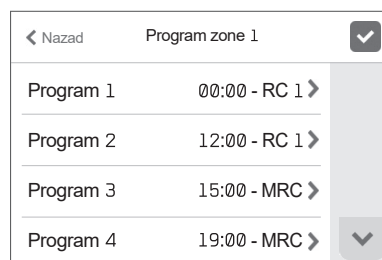 Nazad Program zone 1
Program 1 00:00 - RC 1
Program 2 12:00 - RC 1
Program 3 15:00 - MRC
Program 4 19:00 - MRC